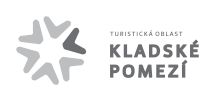 TURISTICKÁ OBLAST
KLADSKÉ
POMEZÍ